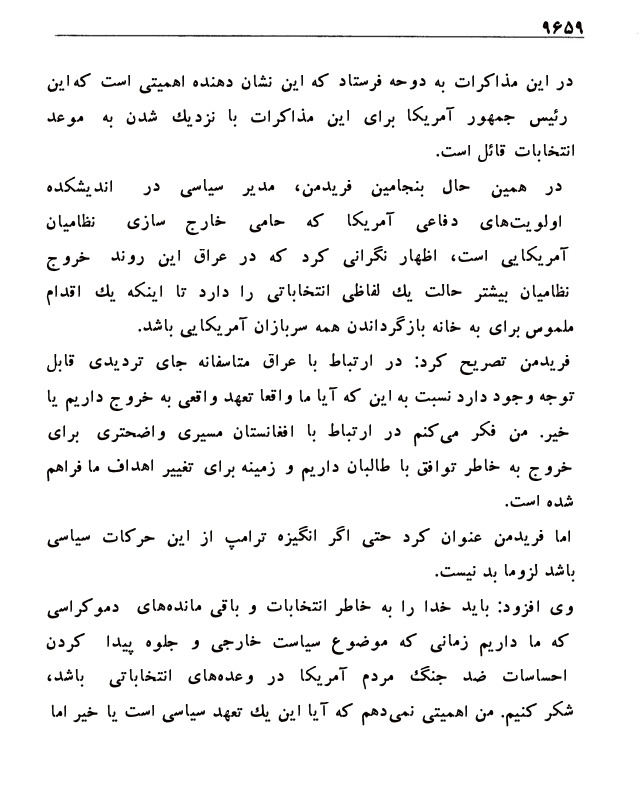 ۹۶۵۹
در این مذاکرات به دوحه فرستاد که این نشان دهنده اهمیتی است که این
رئیس جمهور آمریکا برای این مذاکرات با نزدیک شدن به موعد
انتخابات قائل است.
در همین حال بنجامین فریدمن، مدیر سیاسی در اندیشکده
اولویت‌های دفاعی آمریکا که حامی خارج سازی نظامیان
آمریکایی است، اظهار نگرانی کرد که در عراق این روند خروج
نظامیان بیشتر حالت یک لفاظی انتخاباتی را دارد تا اینکه یک اقدام
ملموس برای به خانه بازگرداندن همه سربازان آمریکایی باشد.
فریدمن تصریح کرد: در ارتباط با عراق متاسفانه جای تردیدی قابل
توجه وجود دارد نسبت به این که آیا ما واقعا تعهد واقعی به خروج داریم یا
خیر. من فکر می‌کنم در ارتباط با افغانستان مسیری واضحتری برای
خروج به خاطر توافق با طالبان داریم و زمینه برای تغییر اهداف ما فراهم
شده است.
اما فریدمن عنوان کرد حتی اگر انگیزه ترامپ از این حرکات سیاسی
باشد لزوما بد نیست.
وی افزود: باید خدا را به خاطر انتخابات و باقی مانده‌های دموکراسی
که ما داریم زمانی که موضوع سیاست خارجی و جلوه پیدا کردن
احساسات ضد جنگ مردم آمریکا در وعده‌های انتخاباتی باشد،
شکر کنیم. من اهمیتی نمی‌دهم که آیا این یک تعهد سیاسی است یا خیر اما